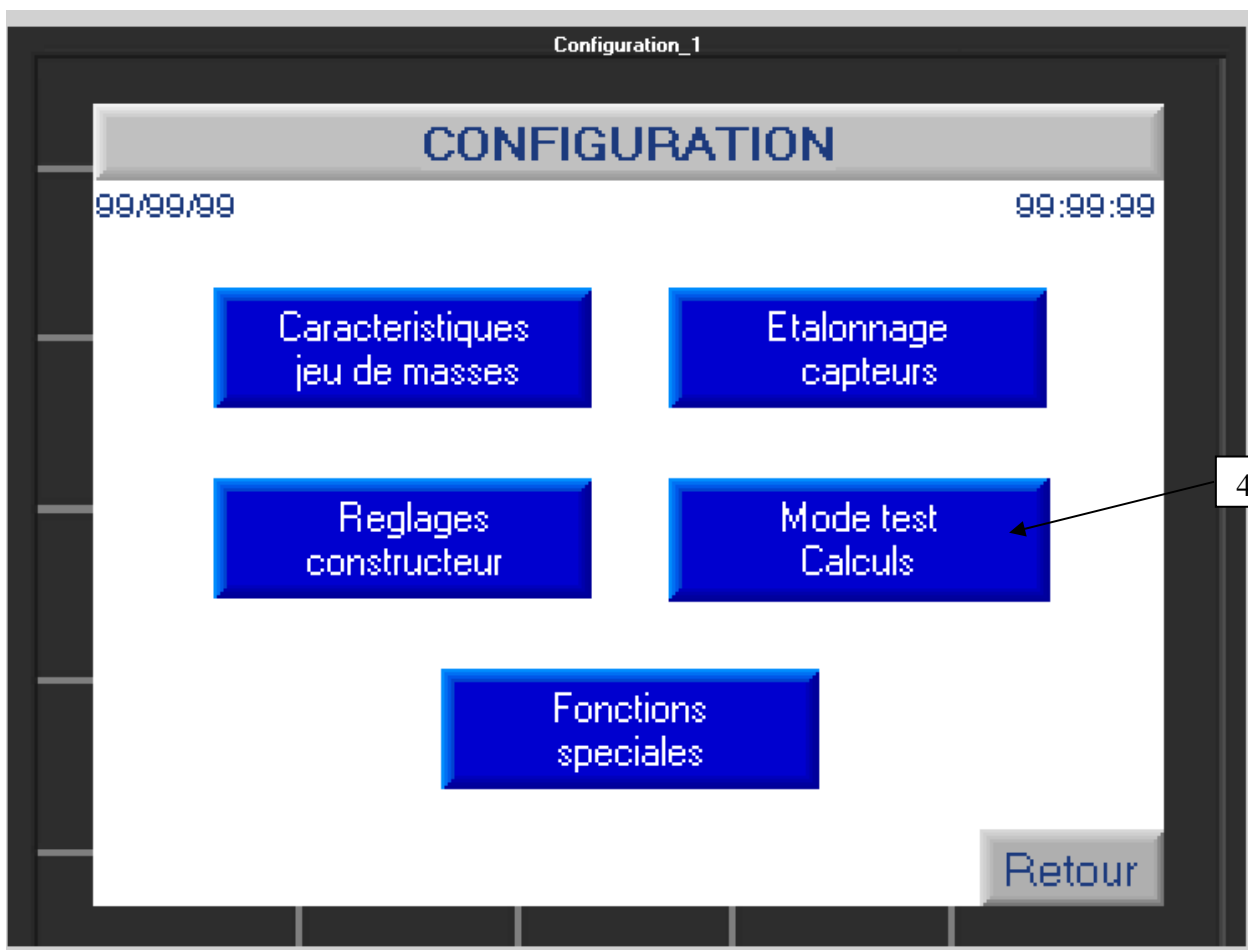 Configuration_1
CONFIGURATION
99/99/99
99:99:99
Caracteristiques
jeu de masses
Etalonnage
capteurs
Reglages
constructeur
Mode test
Calculs
4
Fonctions
speciales
Retour